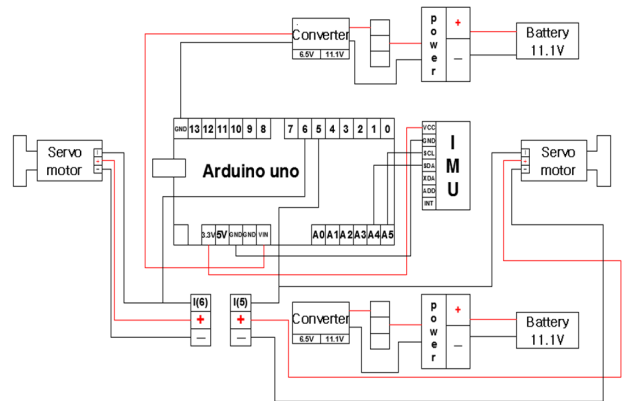 Converter
6.5V 11.1V
power
+
—
Battery
11.1V
GND 13 12 11 10 9 8 7 6 5 4 3 2 1 0
Arduino uno
3.3V 5V GND GND VIN A0 A1 A2 A3 A4 A5
VCC
GND
SCL
SDA
XDA
ADD
INT
IMU
Servo
motor
I
+
—
Servo
motor
I
+
—
I(6)
+
—
I(5)
+
—
Converter
6.5V 11.1V
power
+
—
Battery
11.1V